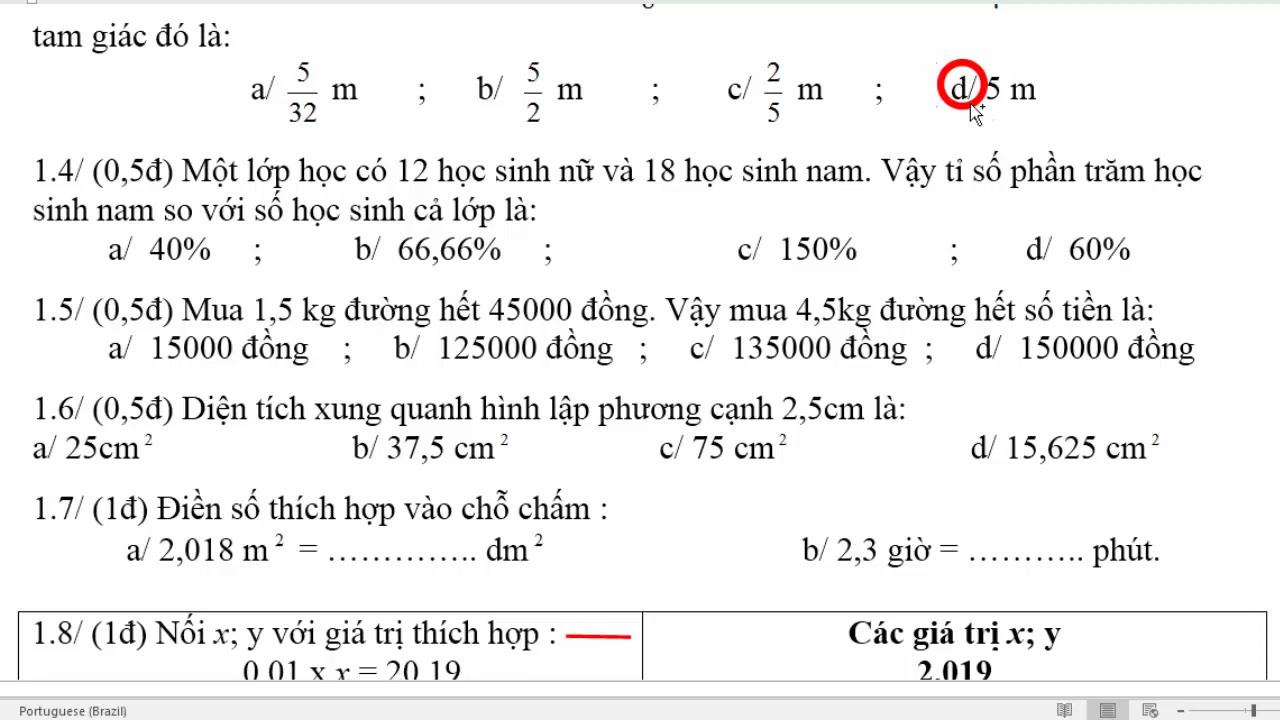 tam giác đó là:
a/ 5/32 m ; b/ 5/2 m ; c/ 2/5 m ; d/ 5 m
1.4/ (0,5đ) Một lớp học có 12 học sinh nữ và 18 học sinh nam. Vậy tỉ số phần trăm học
sinh nam so với số học sinh cả lớp là:
a/ 40% ; b/ 66,66% ; c/ 150% ; d/ 60%
1.5/ (0,5đ) Mua 1,5 kg đường hết 45000 đồng. Vậy mua 4,5kg đường hết số tiền là:
a/ 15000 đồng ; b/ 125000 đồng ; c/ 135000 đồng ; d/ 150000 đồng
1.6/ (0,5đ) Diện tích xung quanh hình lập phương cạnh 2,5cm là:
a/ 25cm² b/ 37,5 cm² c/ 75 cm² d/ 15,625 cm²
1.7/ (1đ) Điền số thích hợp vào chỗ chấm :
a/ 2,018 m² = ………….. dm² b/ 2,3 giờ = ……….. phút.
1.8/ (1đ) Nối x; y với giá trị thích hợp :
0,01 x x = 20,19
Các giá trị x; y
2,019
Portuguese (Brazil)